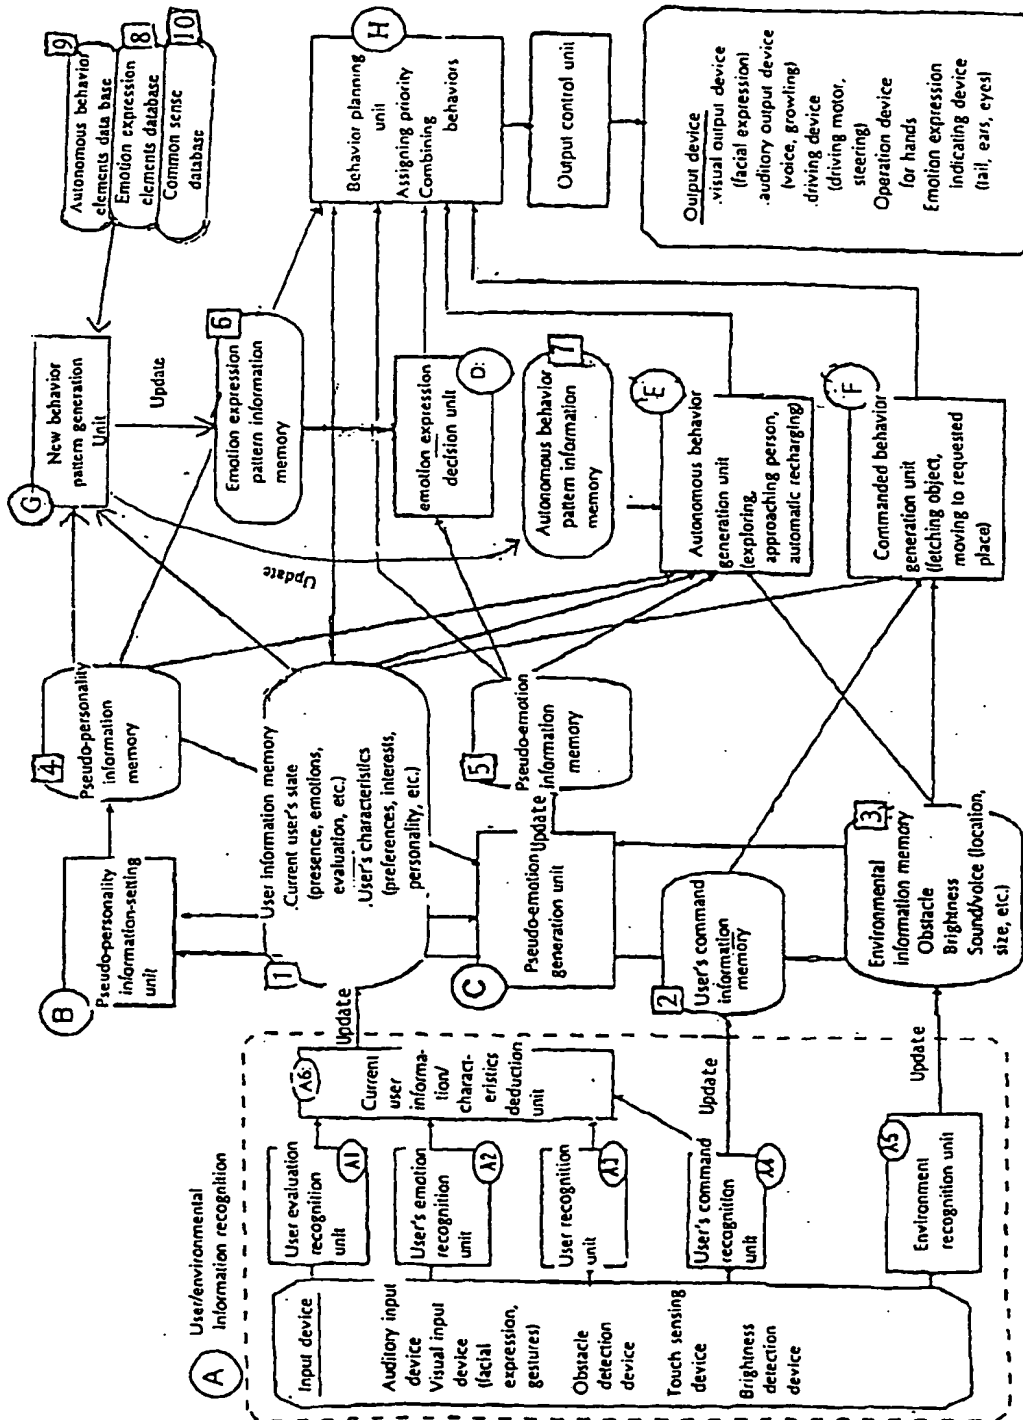 A
User/environmental
Information recognition
Input device
Auditory input
device
Visual input
device
(facial
expression,
gestures)
Obstacle
detection
device
Touch sensing
device
Brightness
detection
device
User evaluation
recognition
unit
A1
User's emotion
recognition
unit
A2
User recognition
unit
A3
User's command
recognition
unit
A4
Environment
recognition unit
A5
A6
Current
user
informa-
tion/
charact-
eristics
deduction
unit
Update
Update
Update
B
Pseudo-personality
information-setting
unit
1
User information memory
.Current user's state
(presence, emotions,
evaluation, etc.)
.User's characteristics
(preferences, interests,
personality, etc.)
C
Pseudo-emotion
generation unit
Update
2
User's command
information
memory
3
Environmental
Information memory
Obstacle
Brightness
Sound/voice (location,
size, etc.)
4
Pseudo-personality
information
memory
5
Pseudo-emotion
information
memory
G
New behavior
pattern generation
Unit
Update
Update
6
Emotion expression
pattern information
memory
emotion expression
decision unit
D
7
Autonomous behavior
pattern information
memory
E
Autonomous behavior
generation unit
(exploring,
approaching person,
automatic recharging)
F
Commanded behavior
generation unit
(fetching object,
moving to requested
place)
9
Autonomous behavior
elements data base
8
Emotion expression
elements database
10
Common sense
database
H
Behavior planning
unit
Assigning priority
Combining
behaviors
Output control unit
Output device
.visual output device
(facial expression)
.auditory output device
(voice, growling)
.driving device
(driving motor,
steering)
Operation device
for hands
Emotion expression
indicating device
(tail, ears, eyes)